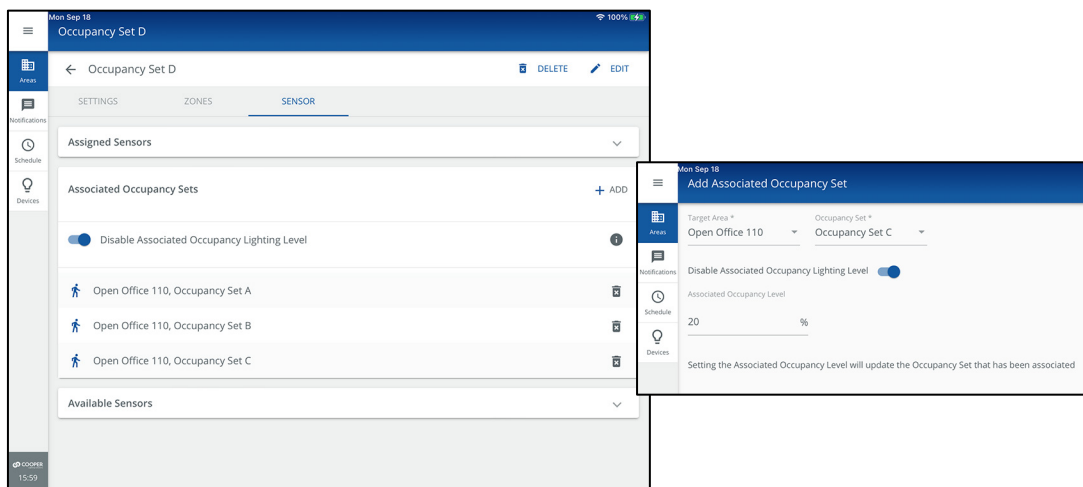 Mon Sep 18
100%
Occupancy Set D
Areas
Notifications
Schedule
Devices
COOPER
15:59
Occupancy Set D
DELETE
EDIT
SETTINGS
ZONES
SENSOR
Assigned Sensors
Associated Occupancy Sets
+ ADD
Disable Associated Occupancy Lighting Level
Open Office 110, Occupancy Set A
Open Office 110, Occupancy Set B
Open Office 110, Occupancy Set C
Available Sensors
Mon Sep 18
Add Associated Occupancy Set
Areas
Notifications
Schedule
Devices
Target Area *
Occupancy Set *
Open Office 110
Occupancy Set C
Disable Associated Occupancy Lighting Level
Associated Occupancy Level
20 %
Setting the Associated Occupancy Level will update the Occupancy Set that has been associated